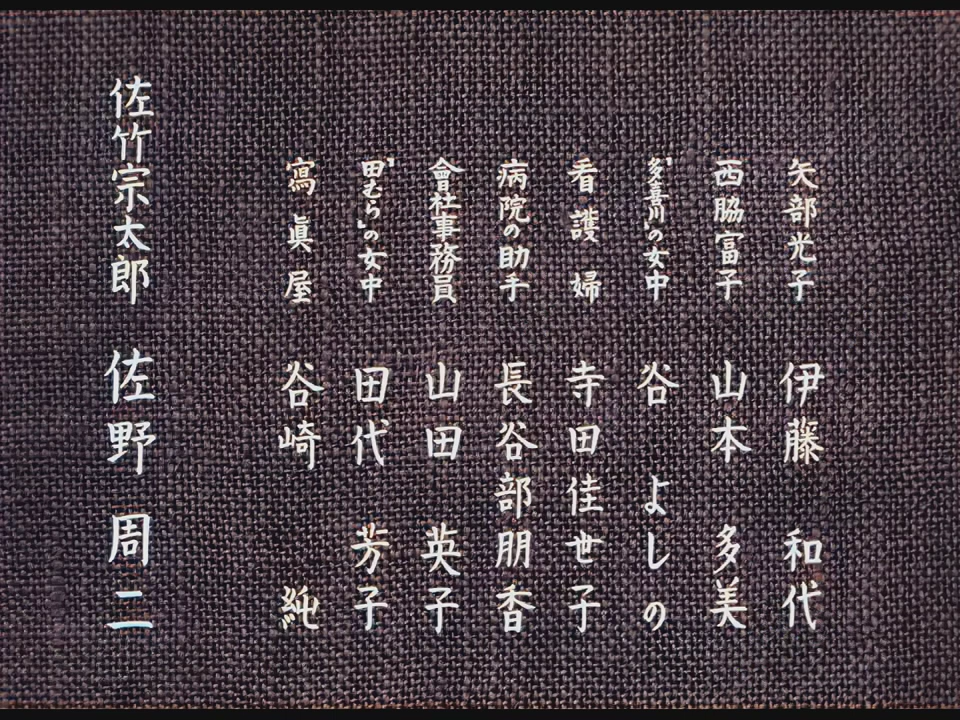 矢部光子 伊藤和代
西脇富子 山本多美
「多喜川」の女中 谷よしの
看護婦 寺田佳世子
病院の助手 長谷部朋香
會社事務員 山田英子
「田むら」の女中 田代芳子
寫眞屋 谷崎純
佐竹宗太郎 佐野周二